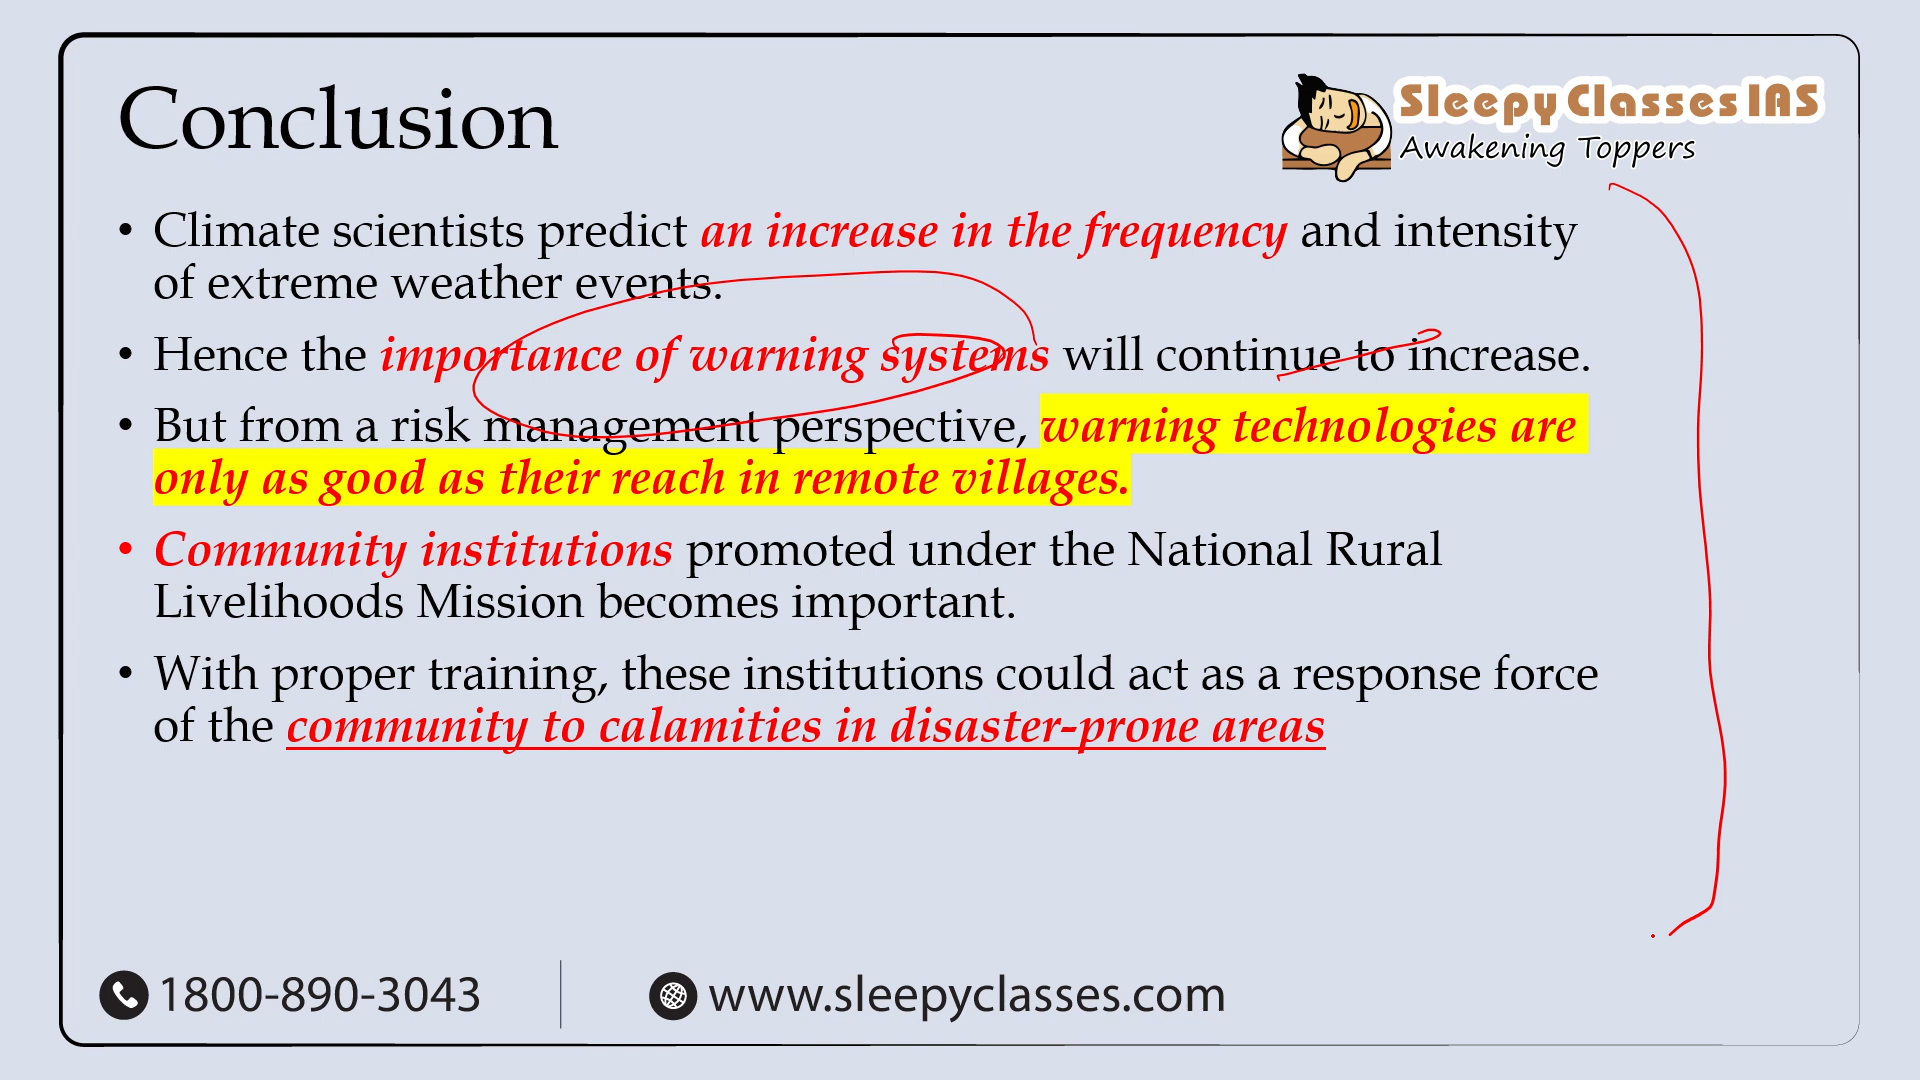 Conclusion
Sleepy Classes IAS
Awakening Toppers
• Climate scientists predict an increase in the frequency and intensity
of extreme weather events.
• Hence the importance of warning systems will continue to increase.
• But from a risk management perspective, warning technologies are
only as good as their reach in remote villages.
• Community institutions promoted under the National Rural
Livelihoods Mission becomes important.
• With proper training, these institutions could act as a response force
of the community to calamities in disaster-prone areas
1800-890-3043
www.sleepyclasses.com